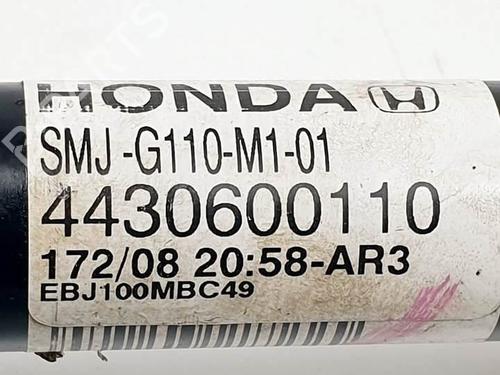 HONDA
SMJ-G110-M1-01
4430600110
172/08 20:58-AR3
EBJ100MBC49